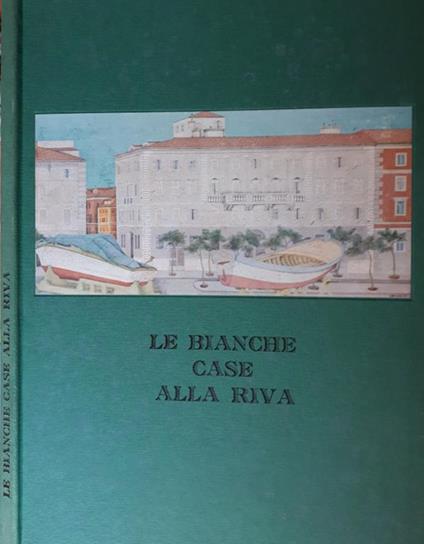 LE BIANCHE
CASE
ALLA RIVA
LE BIANCHE CASE ALLA RIVA